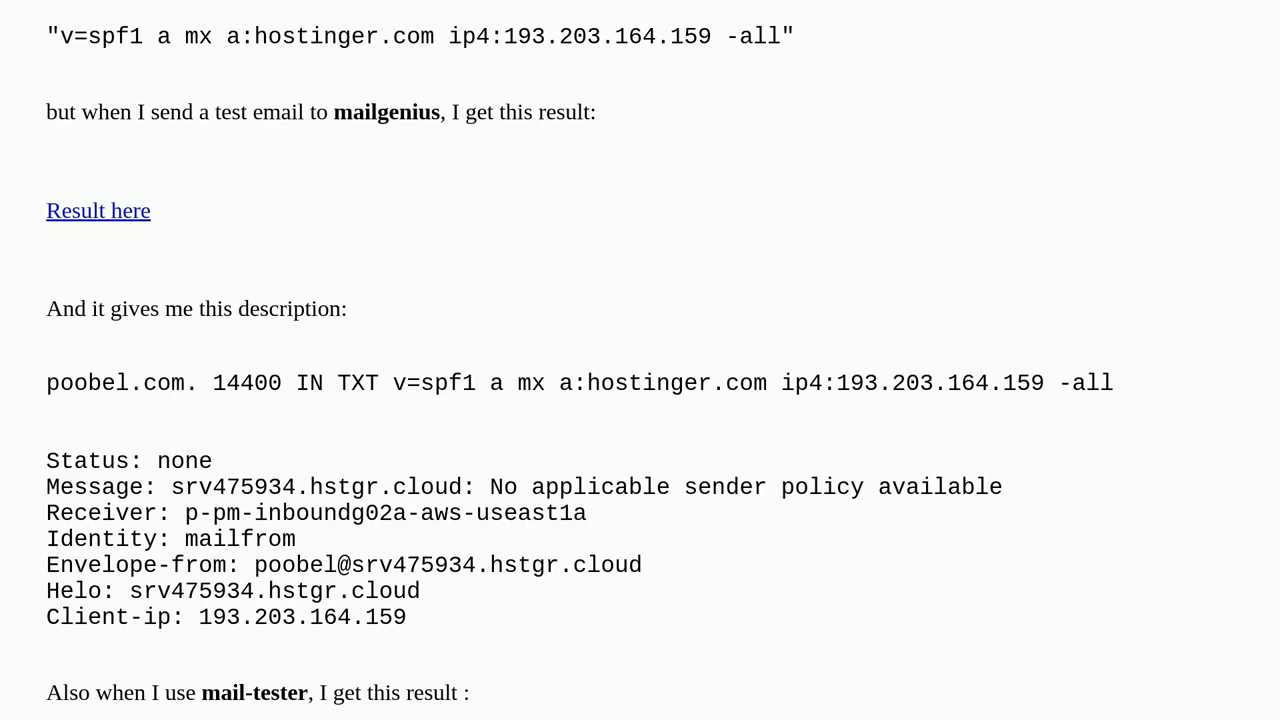 "v=spf1 a mx a:hostinger.com ip4:193.203.164.159 -all"
but when I send a test email to mailgenius, I get this result:
Result here
And it gives me this description:
poobel.com. 14400 IN TXT v=spf1 a mx a:hostinger.com ip4:193.203.164.159 -all
Status: none
Message: srv475934.hstgr.cloud: No applicable sender policy available
Receiver: p-pm-inboundg02a-aws-useast1a
Identity: mailfrom
Envelope-from: poobel@srv475934.hstgr.cloud
Helo: srv475934.hstgr.cloud
Client-ip: 193.203.164.159
Also when I use mail-tester, I get this result :